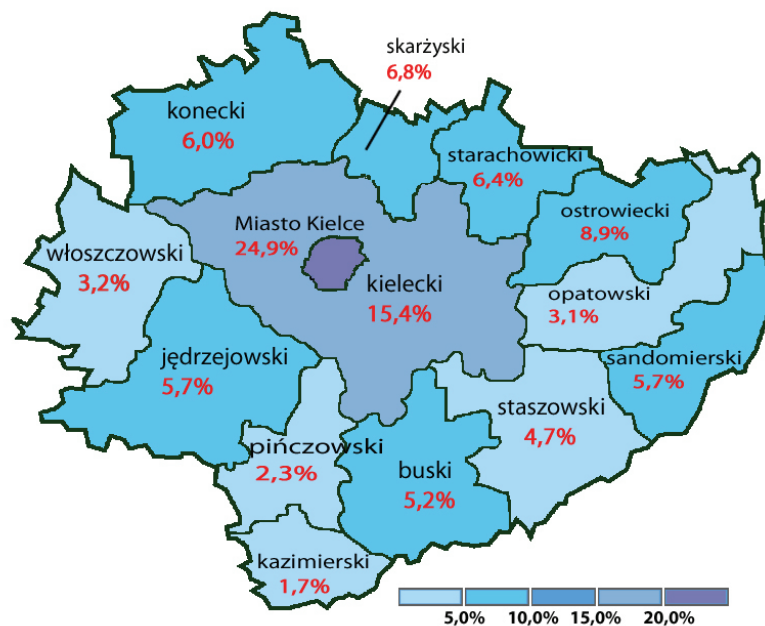 skarżyski
6,8%
konecki
6,0%
starachowicki
6,4%
ostrowiecki
8,9%
Miasto Kielce
24,9%
włoszczowski
3,2%
kielecki
15,4%
opatowski
3,1%
jędrzejowski
5,7%
sandomierski
5,7%
staszowski
4,7%
pińczowski
2,3%
buski
5,2%
kazimierski
1,7%
5,0% 10,0% 15,0% 20,0%